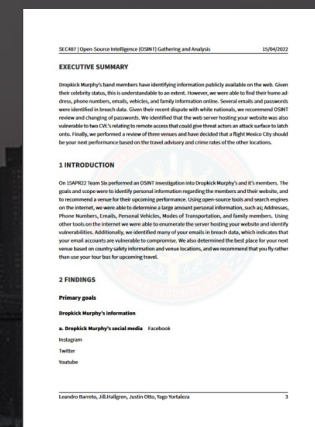 SEC487 | Open-Source Intelligence (OSINT) Gathering and Analysis 15/04/2022
EXECUTIVE SUMMARY
Dropkick Murphy's band members have identifying information publicly available on the web. Given
their celebrity status, this is understandable to an extent. However, we were able to find their home ad-
dress, phone numbers, emails, vehicles, and family information online. Several emails and passwords
were identified in breach data. Given their recent dispute with white nationals, we recommend OSINT
review and changing of passwords. We identified that the web server hosting your website was also
vulnerable to two CVE's relating to remote access that could give threat actors an attack surface to latch
onto. Finally, we performed a review of three venues and have decided that a flight Mexico City should
be your next performance based on the travel advisory and crime rates of the other locations.
1 INTRODUCTION
On 15APR22 Team Six performed an OSINT investigation into Dropkick Murphy's and it's members. The
goals and scope were to identify personal information regarding the members and their website, and
to recommend a venue for their upcoming performance. Using open-source tools and search engines
on the internet, we were able to determine a large amount personal information, such as; Addresses,
Phone Numbers, Emails, Personal Vehicles, Modes of Transportation, and family members. Using
other tools on the internet we were able to enumerate the server hosting your website and identify
vulnerabilities. Additionally, we identified many of your emails in breach data, which indicates that
your email accounts are vulnerable to compromise. We also determined the best place for your next
venue based on country safety information and venue locations, and we recommend that you fly rather
than use your tour bus for upcoming travel.
2 FINDINGS
Primary goals
Dropkick Murphy's information
a. Dropkick Murphy's social media Facebook
Instagram
Twitter
Youtube
Leandro Barreto, Jill.Hallgren, Justin Otto, Yago Yortaleza 3